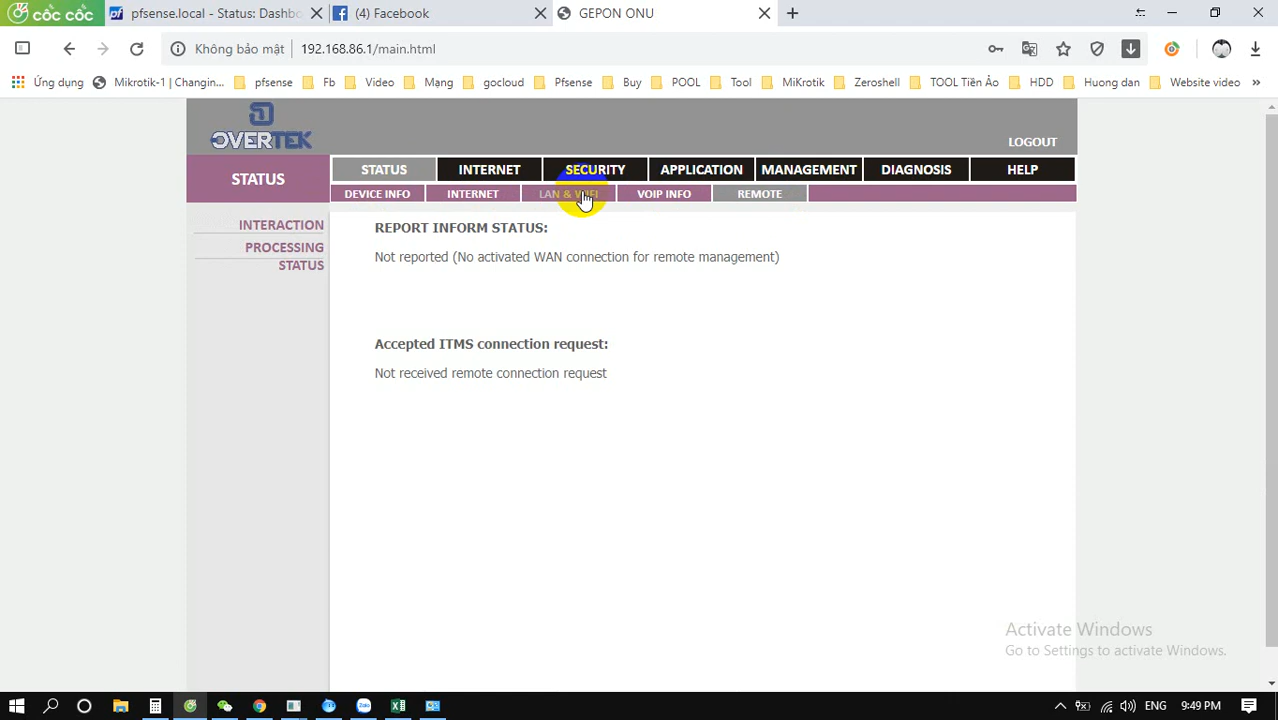 cốc cốc
pfsense.local - Status: Dashbo
(4) Facebook
GEPON ONU
Không bảo mật
192.168.86.1/main.html
Ứng dụng
Mikrotik-1 | Changin...
pfsense
Fb
Video
Mạng
gocloud
Pfsense
Buy
POOL
Tool
MiKrotik
Zeroshell
TOOL Tiền Ảo
HDD
Huong dan
Website video
»
OVERTEK
LOGOUT
STATUS
STATUS
INTERNET
SECURITY
APPLICATION
MANAGEMENT
DIAGNOSIS
HELP
DEVICE INFO
INTERNET
LAN & WIFI
VOIP INFO
REMOTE
INTERACTION
PROCESSING
STATUS
REPORT INFORM STATUS:
Not reported (No activated WAN connection for remote management)
Accepted ITMS connection request:
Not received remote connection request
Activate Windows
Go to Settings to activate Windows.
ENG
9:49 PM